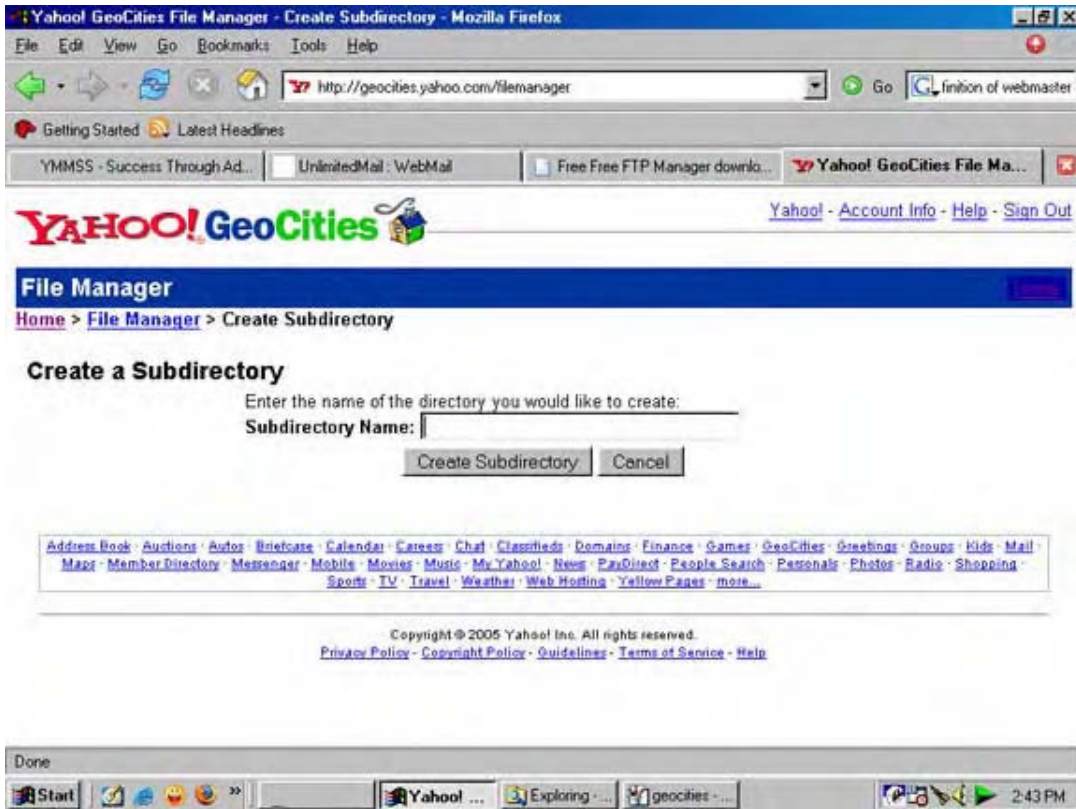 Yahoo! GeoCities File Manager - Create Subdirectory - Mozilla Firefox
File Edit View Go Bookmarks Tools Help
http://geocities.yahoo.com/filemanager Go finition of webmaster
Getting Started Latest Headlines
YMMSS - Success Through Ad... UnlimitedMail : WebMail Free Free FTP Manager downlo... Yahoo! GeoCities File Ma...
YAHOO! GeoCities
Yahoo! - Account Info - Help - Sign Out
File Manager
Home > File Manager > Create Subdirectory
Create a Subdirectory
Enter the name of the directory you would like to create:
Subdirectory Name:
Create Subdirectory Cancel
Address Book · Auctions · Autos · Briefcase · Calendar · Careers · Chat · Classifieds · Domains · Finance · Games · GeoCities · Greetings · Groups · Kids · Mail ·
Maps · Member Directory · Messenger · Mobile · Movies · Music · My Yahoo! · News · PayDirect · People Search · Personals · Photos · Radio · Shopping ·
Sports · TV · Travel · Weather · Web Hosting · Yellow Pages · more...
Copyright © 2005 Yahoo! Inc. All rights reserved.
Privacy Policy - Copyright Policy - Guidelines - Terms of Service - Help
Done
Start Yahoo! ... Exploring - ... geocities - ... 2:43 PM